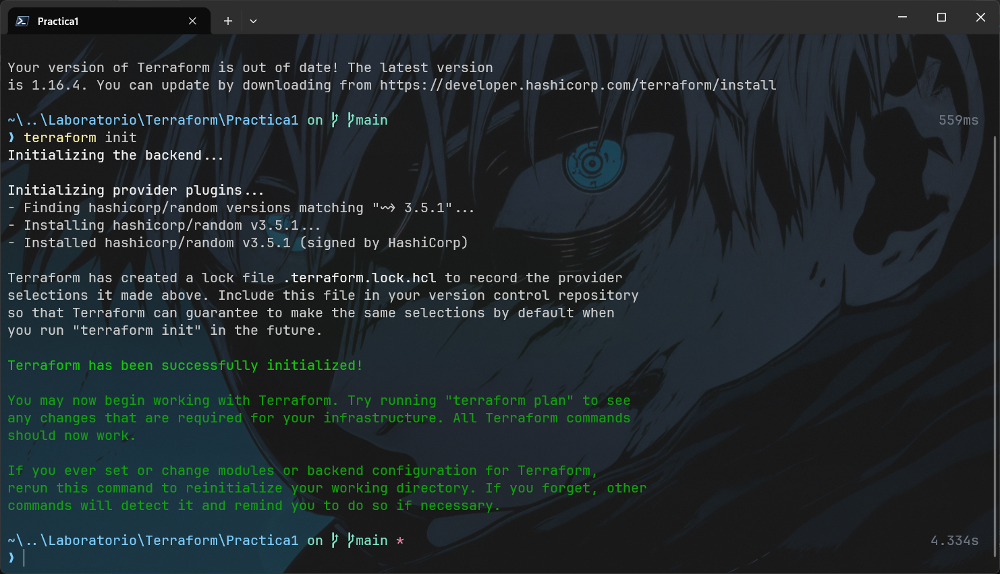 Practica1
Your version of Terraform is out of date! The latest version
is 1.16.4. You can update by downloading from https://developer.hashicorp.com/terraform/install
~\..\Laboratorio\Terraform\Practica1 on main 559ms
❯ terraform init
Initializing the backend...
Initializing provider plugins...
- Finding hashicorp/random versions matching "~> 3.5.1"...
- Installing hashicorp/random v3.5.1...
- Installed hashicorp/random v3.5.1 (signed by HashiCorp)
Terraform has created a lock file .terraform.lock.hcl to record the provider
selections it made above. Include this file in your version control repository
so that Terraform can guarantee to make the same selections by default when
you run "terraform init" in the future.
Terraform has been successfully initialized!
You may now begin working with Terraform. Try running "terraform plan" to see
any changes that are required for your infrastructure. All Terraform commands
should now work.
If you ever set or change modules or backend configuration for Terraform,
rerun this command to reinitialize your working directory. If you forget, other
commands will detect it and remind you to do so if necessary.
~\..\Laboratorio\Terraform\Practica1 on main * 4.334s
❯